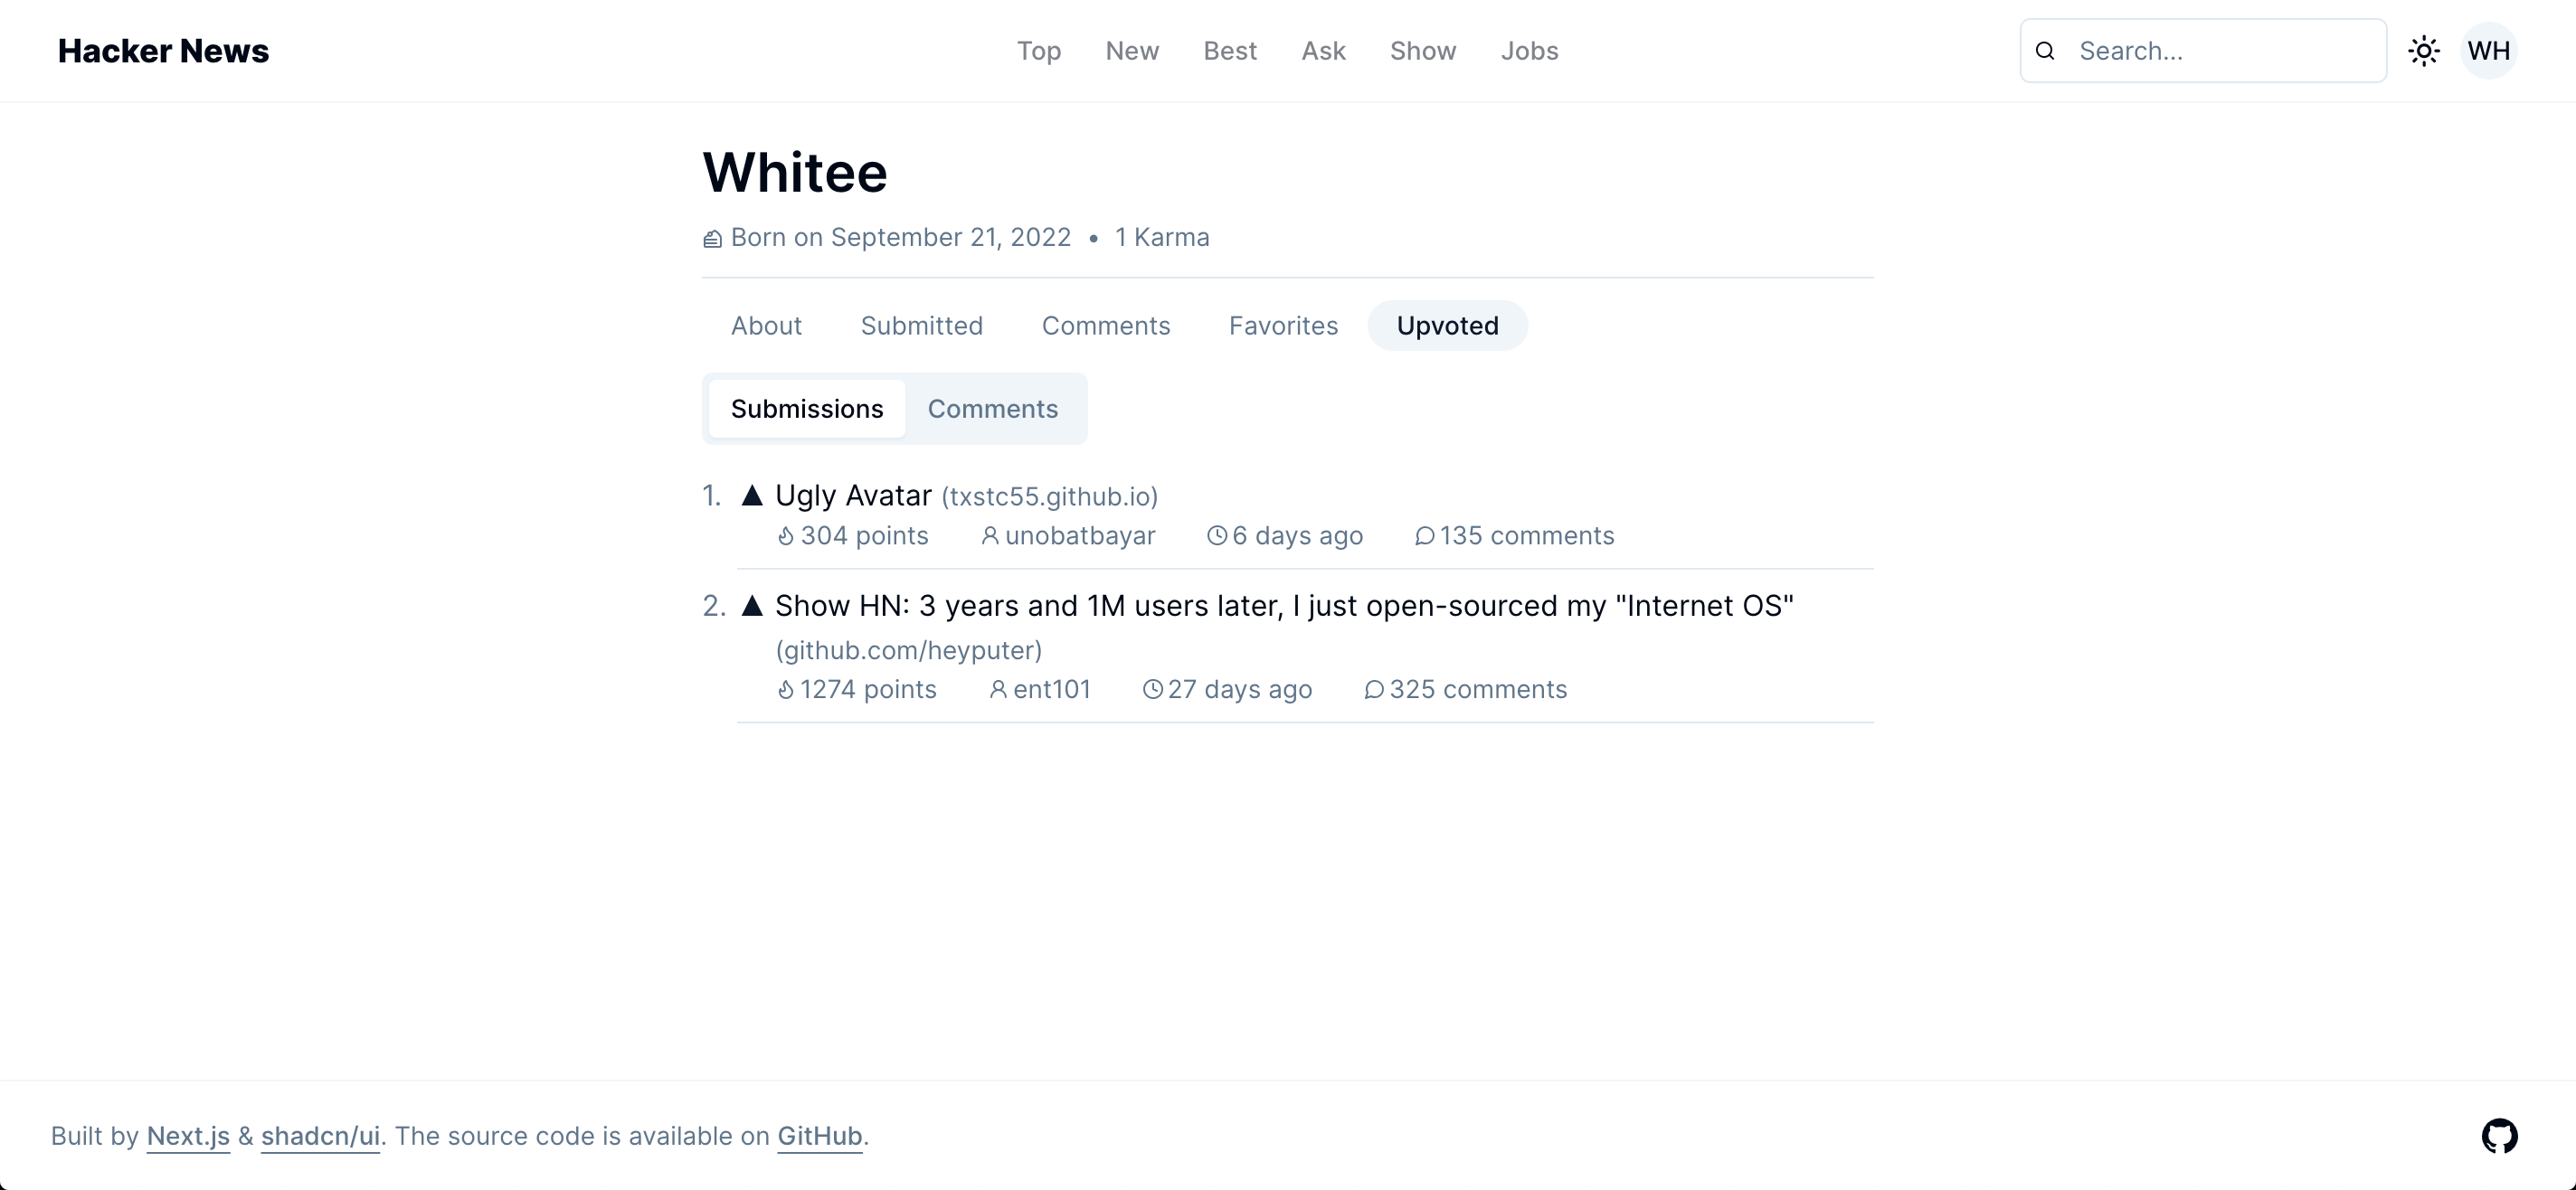 Hacker News
Top New Best Ask Show Jobs
Search...
WH
Whitee
Born on September 21, 2022 • 1 Karma
About Submitted Comments Favorites Upvoted
Submissions Comments
1. ▲ Ugly Avatar (txstc55.github.io)
304 points unobatbayar 6 days ago 135 comments
2. ▲ Show HN: 3 years and 1M users later, I just open-sourced my "Internet OS"
(github.com/heyputer)
1274 points ent101 27 days ago 325 comments
Built by Next.js & shadcn/ui. The source code is available on GitHub.